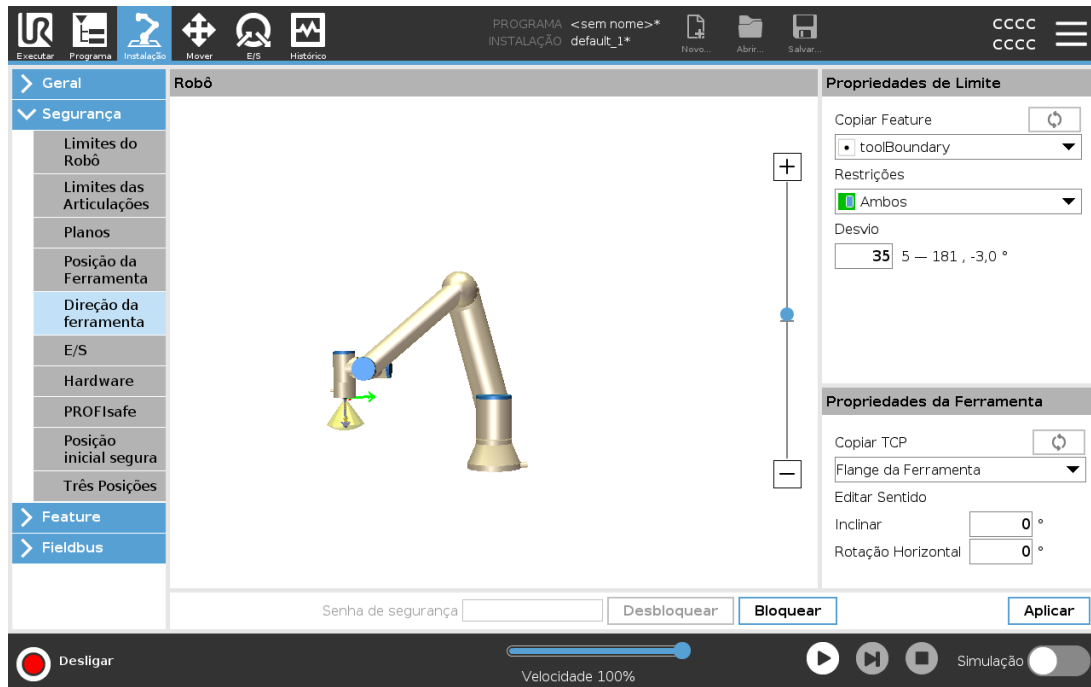 UR
Executar
Programa
Instalação
Mover
E/S
Histórico
PROGRAMA <sem nome>*
INSTALAÇÃO default_1*
Novo...
Abrir...
Salvar...
CCCC
CCCC
Geral
Segurança
Limites do
Robô
Limites das
Articulações
Planos
Posição da
Ferramenta
Direção da
ferramenta
E/S
Hardware
PROFIsafe
Posição
inicial segura
Três Posições
Feature
Fieldbus
Robô
Propriedades de Limite
Copiar Feature
toolBoundary
Restrições
Ambos
Desvio
35 5 — 181 , -3,0 °
Propriedades da Ferramenta
Copiar TCP
Flange da Ferramenta
Editar Sentido
Inclinar 0 °
Rotação Horizontal 0 °
Senha de segurança
Desbloquear
Bloquear
Aplicar
Desligar
Velocidade 100%
Simulação